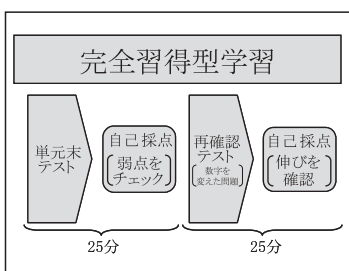 完全習得型学習
単元末
テスト
自己採点
[弱点を
チェック]
再確認
テスト
[数字を
変えた問題]
自己採点
[伸びを
確認]
25分
25分